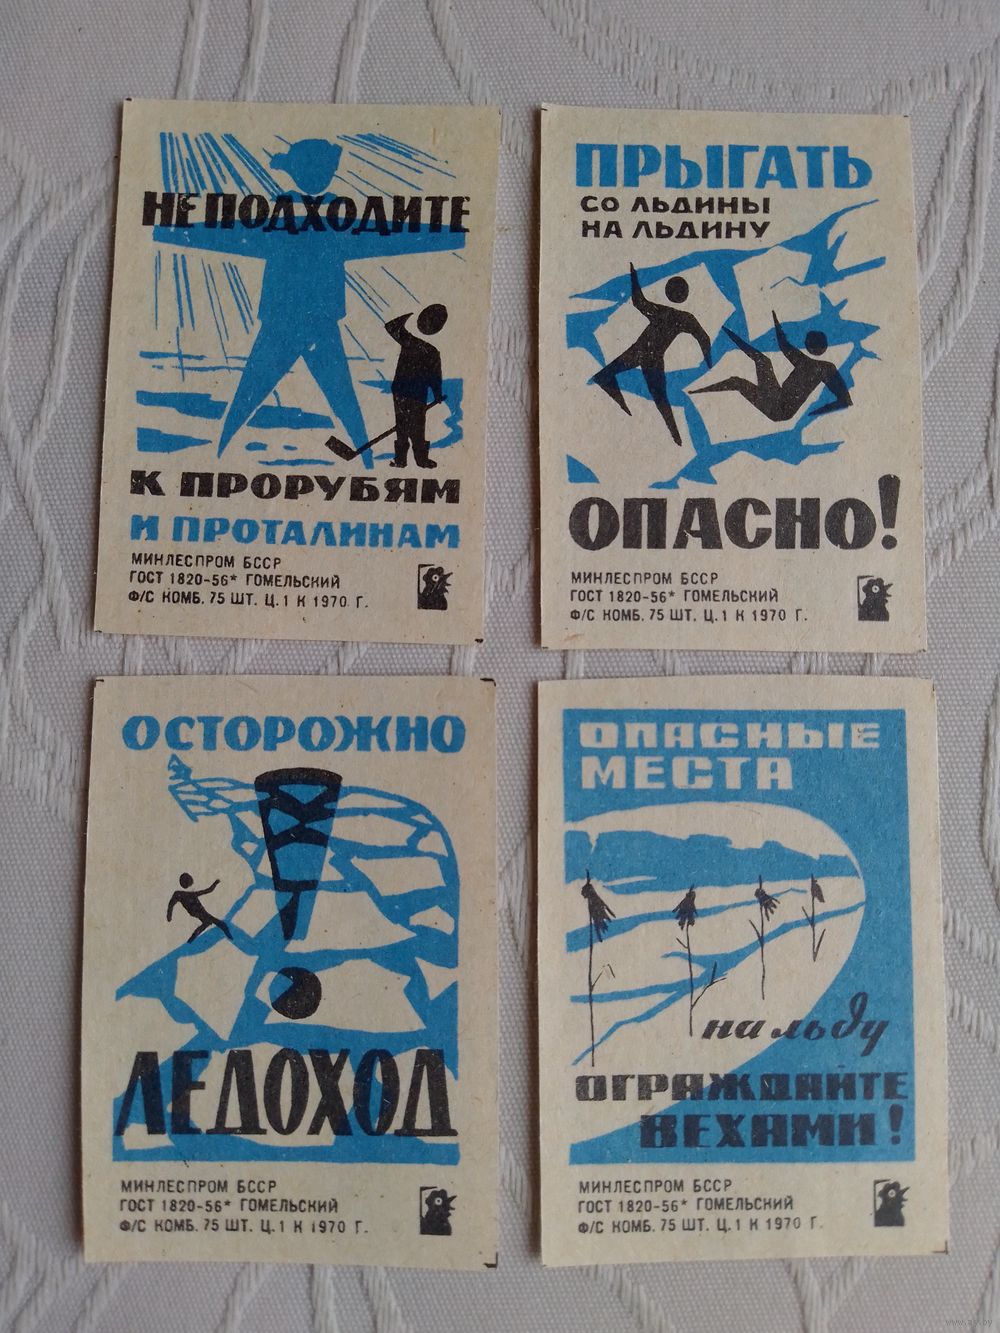 НЕ ПОДХОДИТЕ
К ПРОРУБЯМ
И ПРОТАЛИНАМ
МИНЛЕСПРОМ БССР
ГОСТ 1820-56* ГОМЕЛЬСКИЙ
Ф/С КОМБ. 75 ШТ. Ц. 1 К 1970 Г.
ПРЫГАТЬ
СО ЛЬДИНЫ
НА ЛЬДИНУ
ОПАСНО!
МИНЛЕСПРОМ БССР
ГОСТ 1820-56* ГОМЕЛЬСКИЙ
Ф/С КОМБ. 75 ШТ. Ц. 1 К 1970 Г.
ОСТОРОЖНО
ЛЕДОХОД
МИНЛЕСПРОМ БССР
ГОСТ 1820-56* ГОМЕЛЬСКИЙ
Ф/С КОМБ. 75 ШТ. Ц. 1 К 1970 Г.
ОПАСНЫЕ
МЕСТА
на льду
ОГРАЖДАЙТЕ
ВЕХАМИ!
МИНЛЕСПРОМ БССР
ГОСТ 1820-56* ГОМЕЛЬСКИЙ
Ф/С КОМБ. 75 ШТ. Ц. 1 К 1970 Г.
www.ay.by